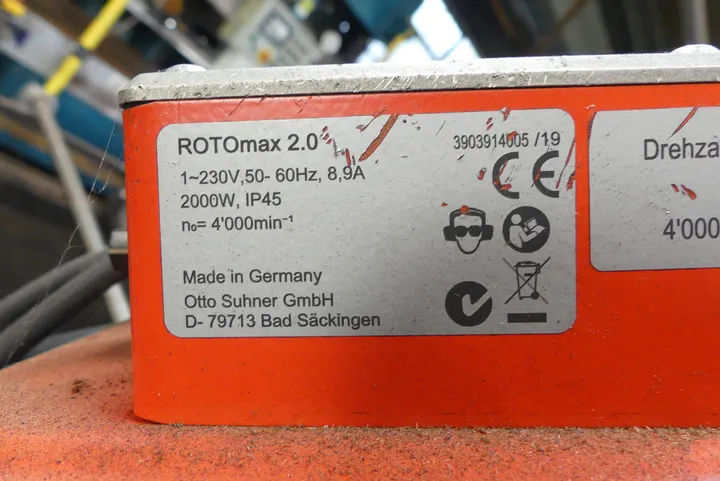 ROTOmax 2.0
3903914005 /19
1~230V,50- 60Hz, 8,9A
2000W, IP45
n₀= 4'000min⁻¹
CE
Made in Germany
Otto Suhner GmbH
D- 79713 Bad Säckingen
Drehza
4'000